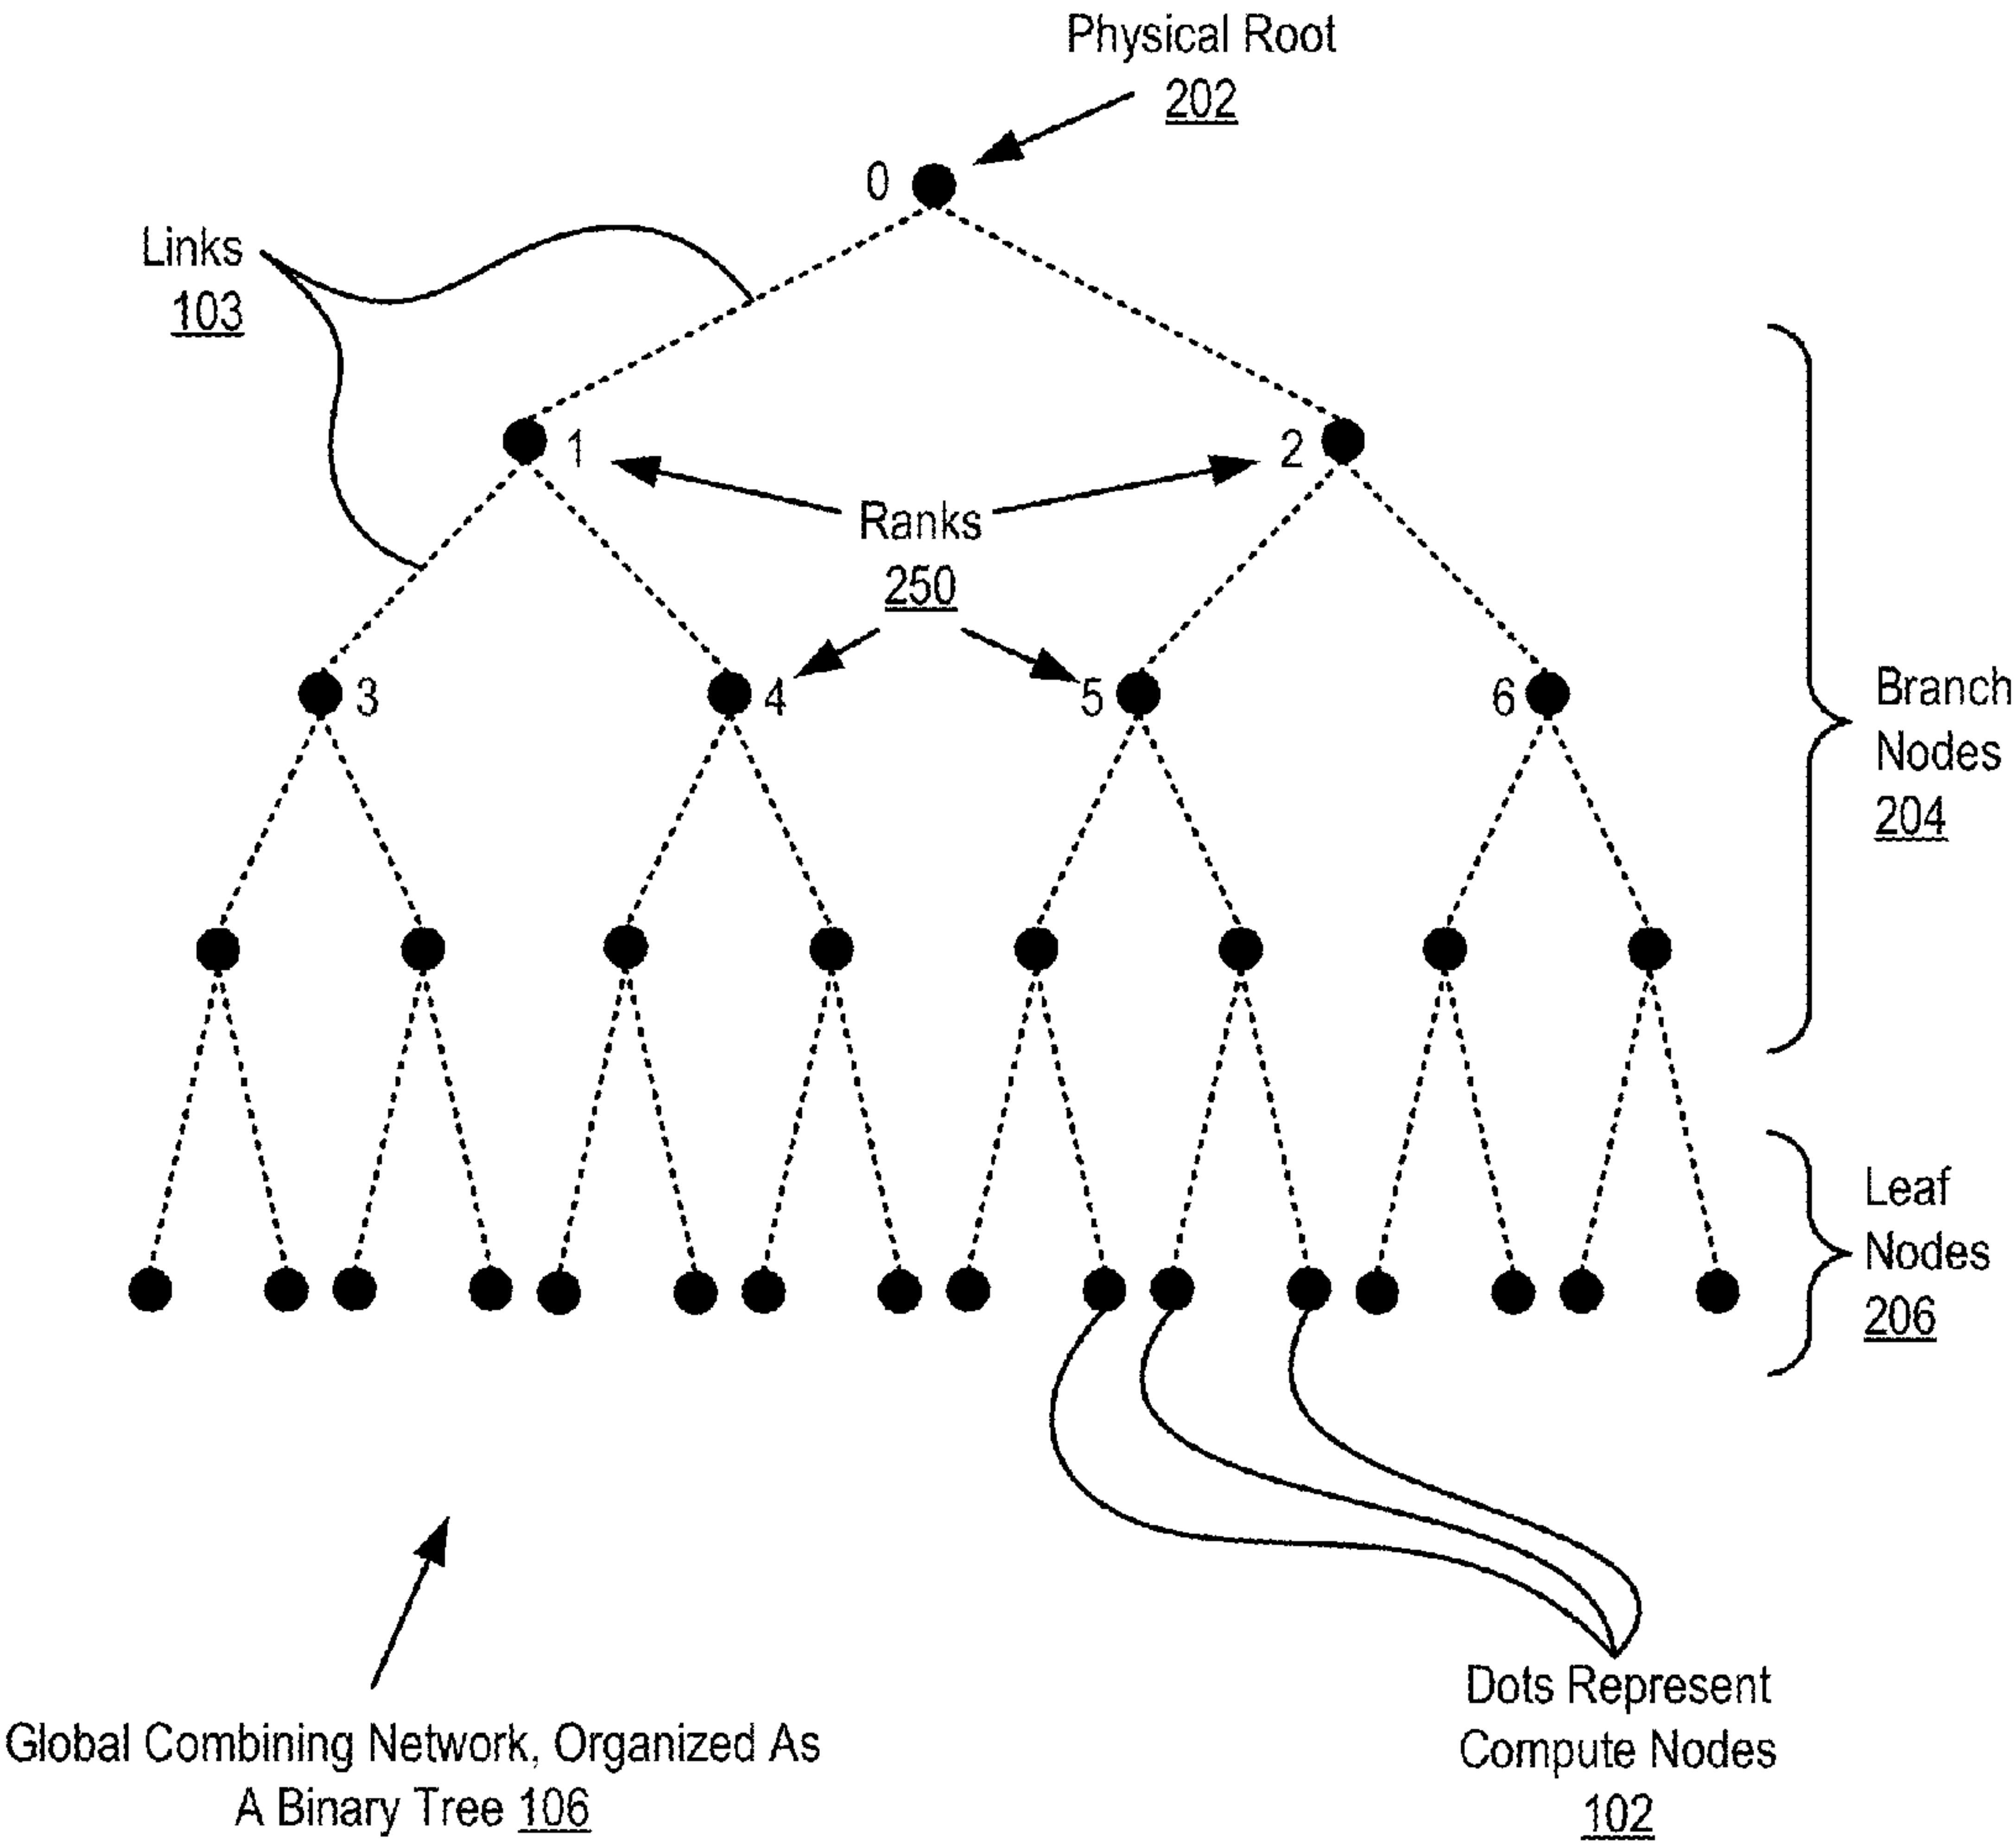 Physical Root
202
0
Links
103
1
2
Ranks
250
3
4
5
6
Branch
Nodes
204
Leaf
Nodes
206
Dots Represent
Compute Nodes
102
Global Combining Network, Organized As
A Binary Tree 106